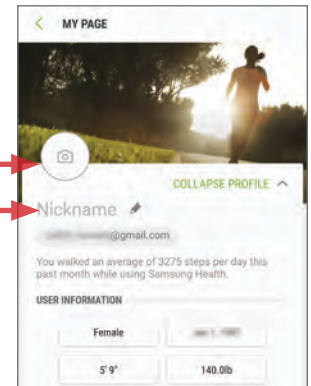 MY PAGE
COLLAPSE PROFILE
Nickname
@gmail.com
You walked an average of 3275 steps per day this
past month while using Samsung Health.
USER INFORMATION
Female
5' 9"
140.0lb